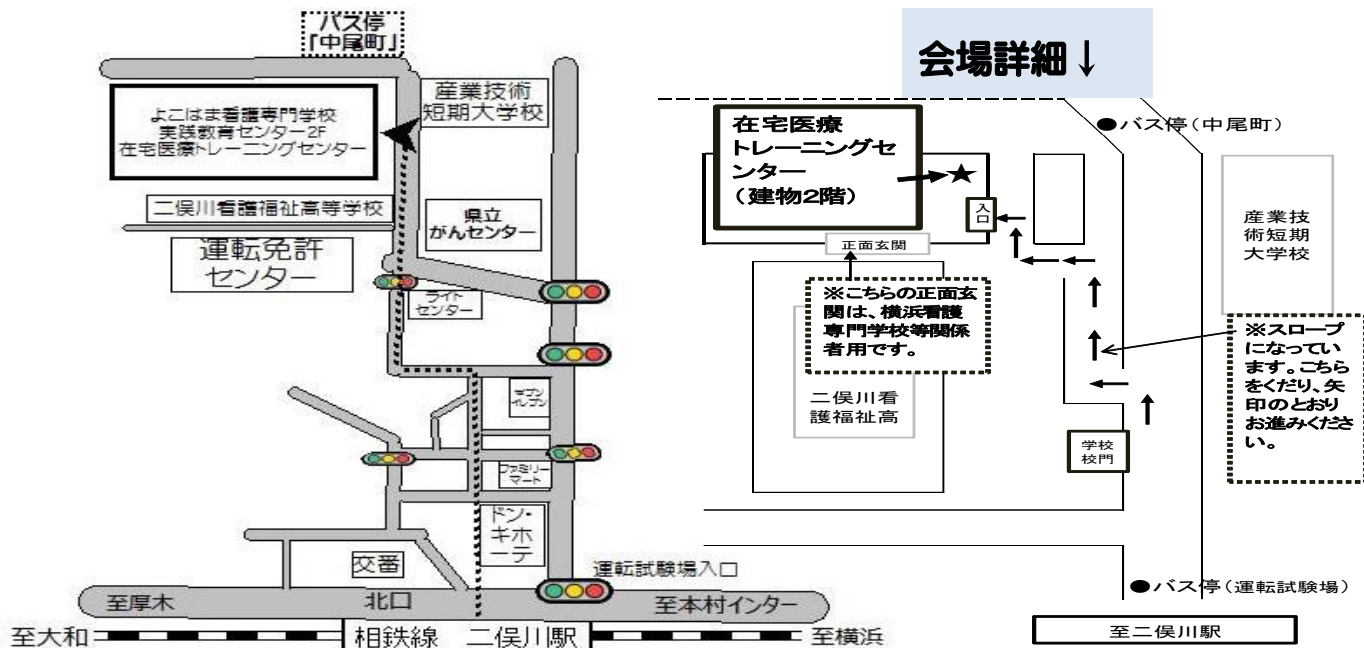 バス停
「中尾町」
産業技術
短期大学校
よこはま看護専門学校
実践教育センター2F
在宅医療トレーニングセンター
二俣川看護福祉高等学校
運転免許
センター
県立
がんセンター
ライト
センター
セブン
イレブン
ファミリー
マート
ドン・
キホ
ーテ
交番
運転試験場入口
至厚木
北口
至本村インター
至大和
相鉄線 二俣川駅
至横浜
会場詳細↓
在宅医療
トレーニングセ
ンター
(建物2階)
●バス停(中尾町)
入
口
正面玄関
産業技
術短期
大学校
※こちらの正面玄
関は、横浜看護
専門学校等関係
者用です。
※スロープ
になってい
ます。こちら
をくだり、矢
印のとおり
お進みくださ
い。
二俣川看
護福祉高
学校
校門
●バス停(運転試験場)
至二俣川駅